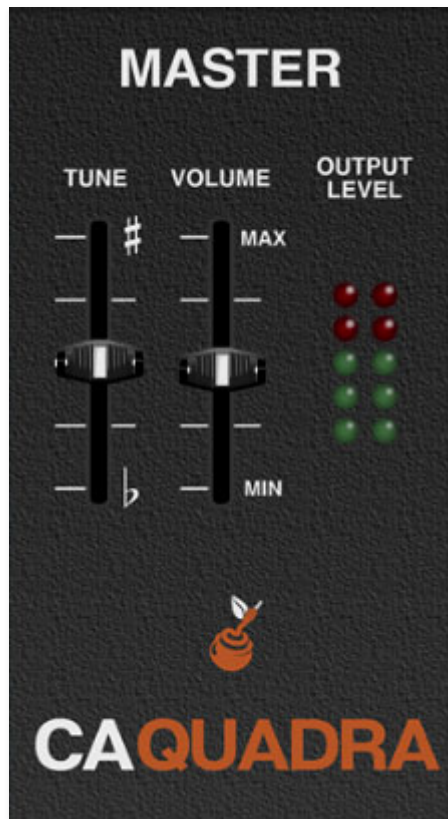 MASTER
TUNE VOLUME OUTPUT LEVEL
♯ MAX
♭ MIN
CAQUADRA